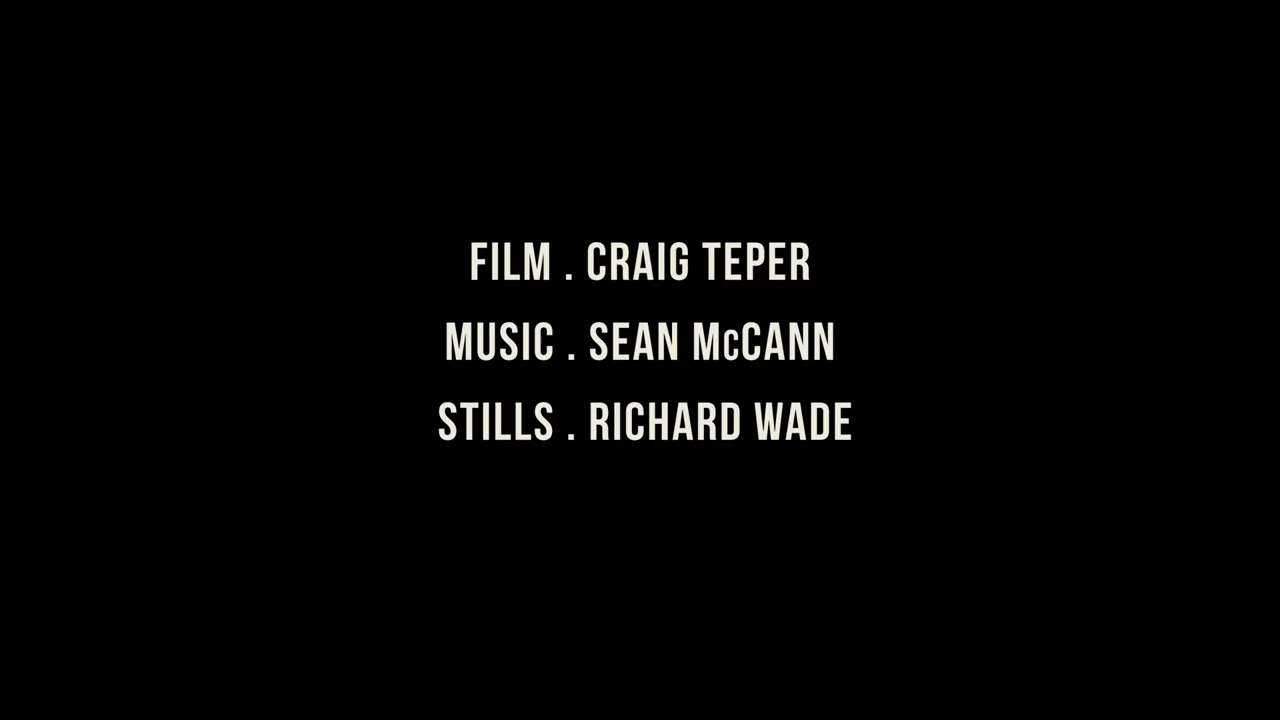 FILM . CRAIG TEPER
MUSIC . SEAN McCANN
STILLS . RICHARD WADE